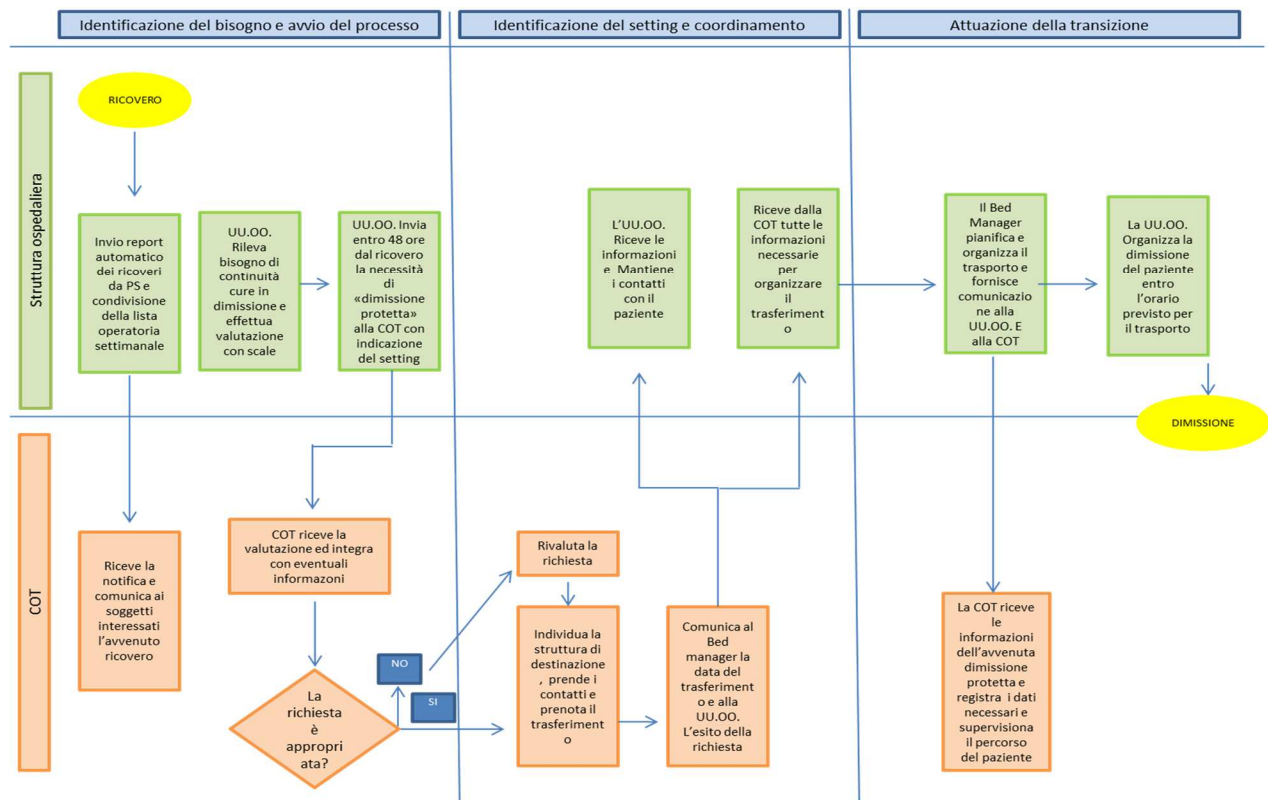 Identificazione del bisogno e avvio del processo
Identificazione del setting e coordinamento
Attuazione della transizione
Struttura ospedaliera
RICOVERO
Invio report
automatico
dei ricoveri
da PS e
condivisione
della lista
operatoria
settimanale
UU.OO.
Rileva
bisogno di
continuità
cure in
dimissione e
effettua
valutazione
con scale
UU.OO. Invia
entro 48 ore
dal ricovero
la necessità
di
«dimissione
protetta»
alla COT con
indicazione
del setting
L'UU.OO.
Riceve le
informazioni
e Mantiene
i contatti
con il
paziente
Riceve dalla
COT tutte le
informazioni
necessarie
per
organizzare
il
trasferiment
o
Il Bed
Manager
pianifica e
organizza il
trasporto e
fornisce
comunicazio
ne alla
UU.OO. E
alla COT
La UU.OO.
Organizza la
dimissione
del paziente
entro
l'orario
previsto per
il trasporto
DIMISSIONE
COT
Riceve la
notifica e
comunica ai
soggetti
interessati
l'avvenuto
ricovero
COT riceve la
valutazione ed integra
con eventuali
informazoni
La
richiesta
è
appropri
ata?
NO
SI
Rivaluta la
richiesta
Individua la
struttura di
destinazione
, prende i
contatti e
prenota il
trasferiment
o
Comunica al
Bed
manager la
data del
trasferiment
o e alla
UU.OO.
L'esito della
richiesta
La COT riceve
le
informazioni
dell'avvenuta
dimissione
protetta e
registra i dati
necessari e
supervisiona
il percorso
del paziente